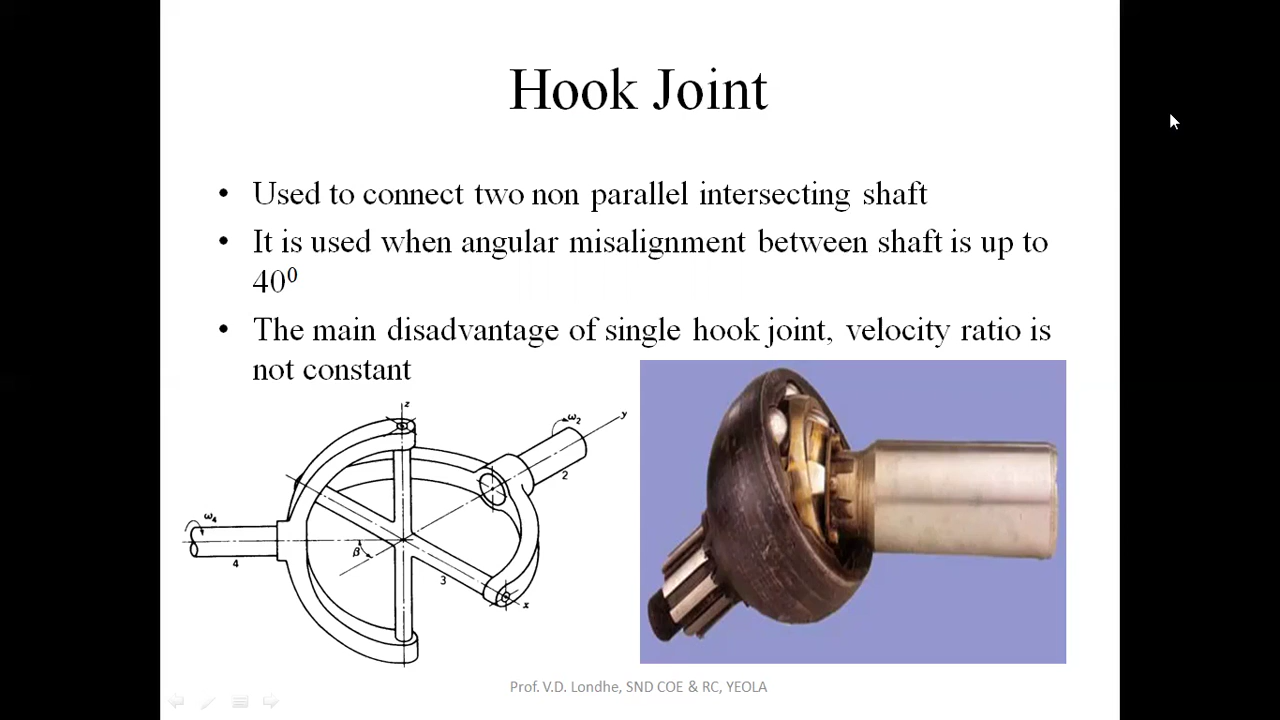 Hook Joint
• Used to connect two non parallel intersecting shaft
• It is used when angular misalignment between shaft is up to
40⁰
• The main disadvantage of single hook joint, velocity ratio is
not constant
z
ω₂
y
2
ω₄
β
4
3
x
Prof. V.D. Londhe, SND COE & RC, YEOLA